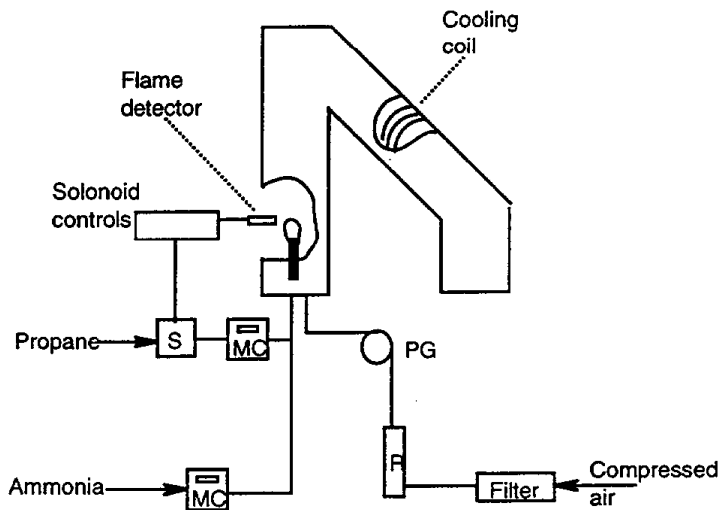 Cooling
coil
Flame
detector
Solonoid
controls
Propane
S
MC
PG
R
Ammonia
MC
Filter
Compressed
air